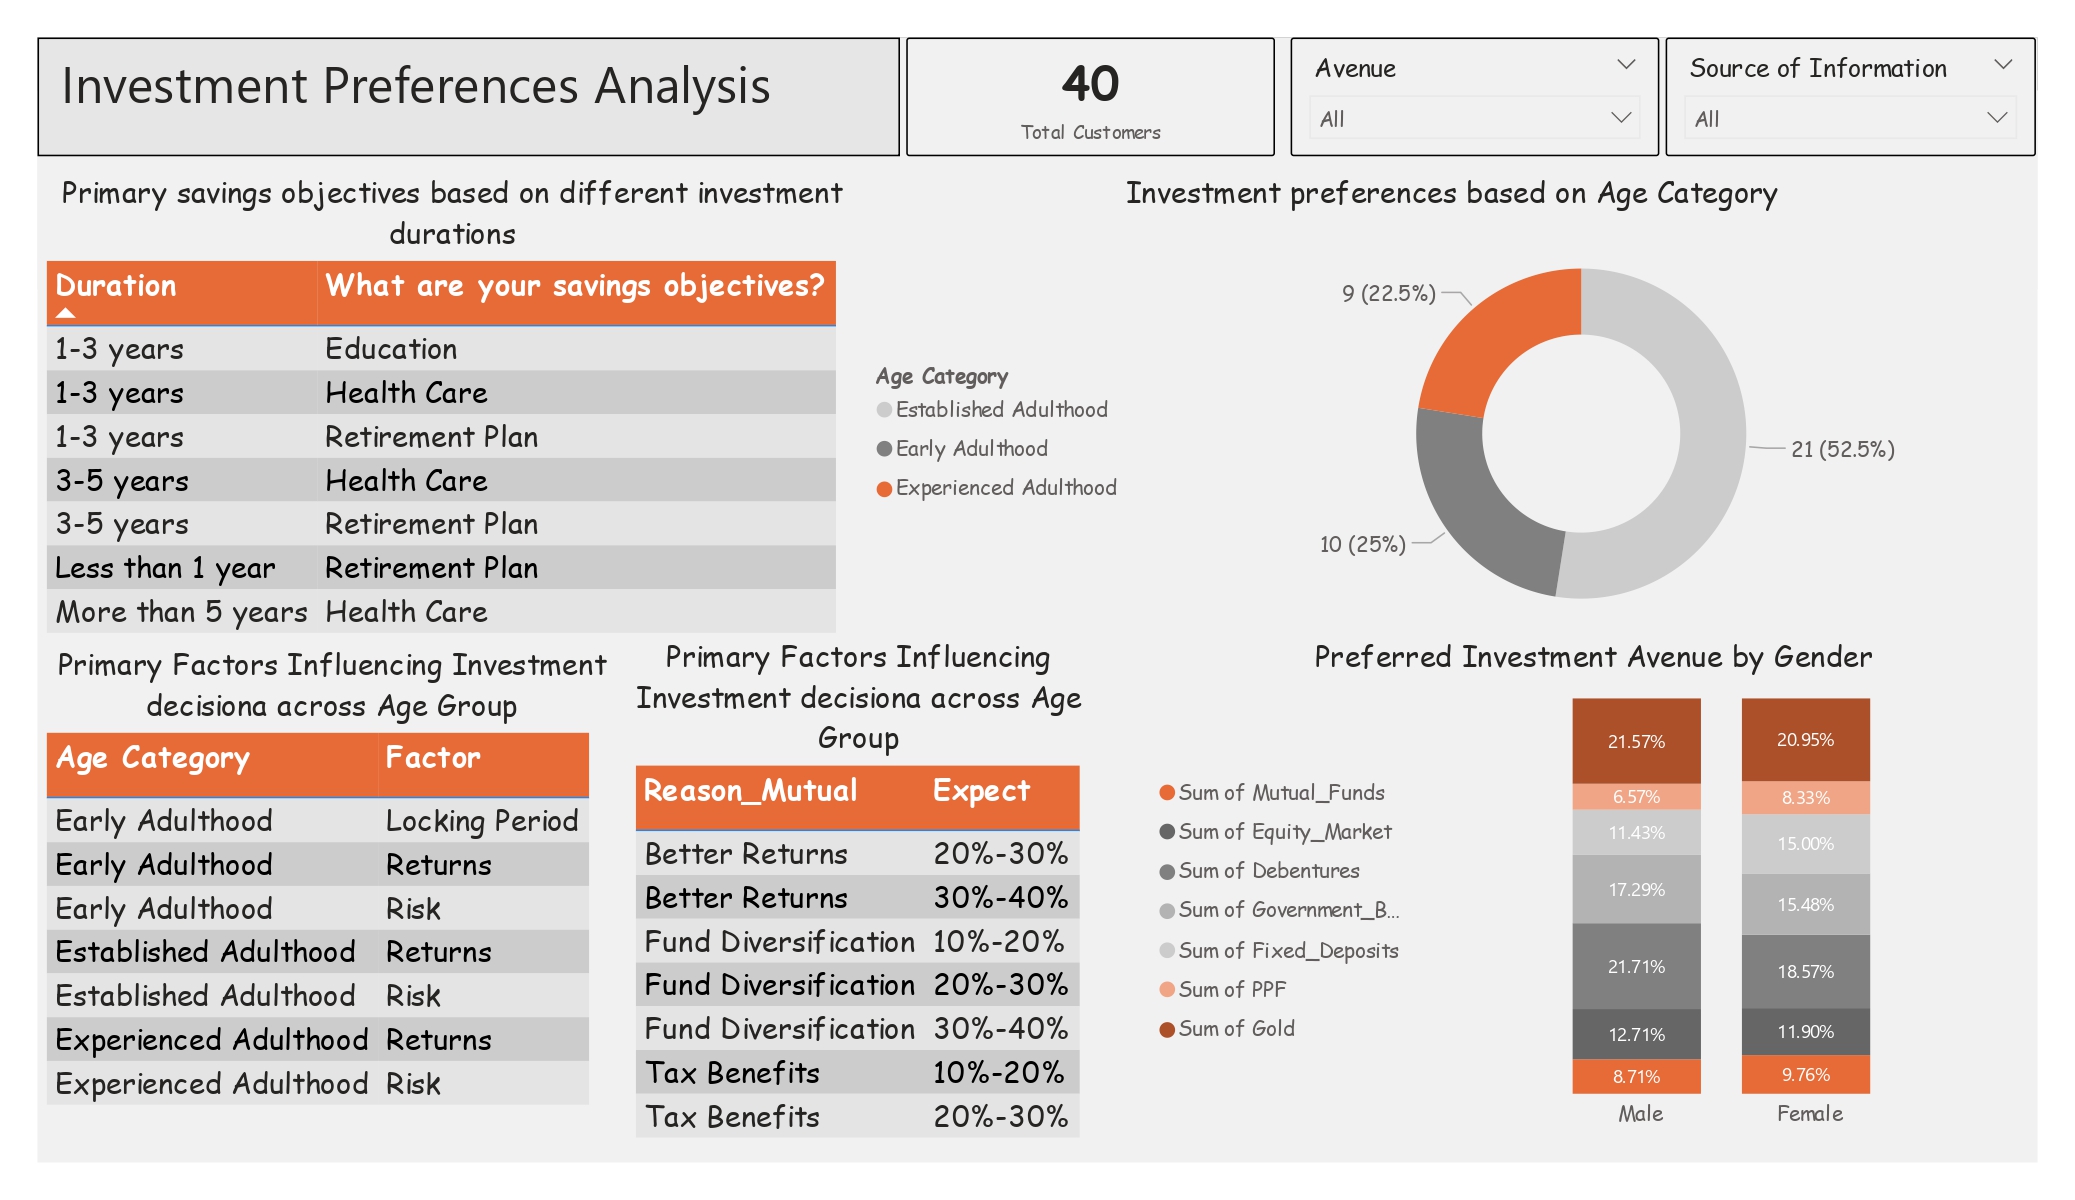 Investment Preferences Analysis
40
Total Customers
Avenue
All
Source of Information
All
Primary savings objectives based on different investment
durations
Duration What are your savings objectives?
1-3 years Education
1-3 years Health Care
1-3 years Retirement Plan
3-5 years Health Care
3-5 years Retirement Plan
Less than 1 year Retirement Plan
More than 5 years Health Care
Investment preferences based on Age Category
Age Category
Established Adulthood
Early Adulthood
Experienced Adulthood
9 (22.5%)
21 (52.5%)
10 (25%)
Primary Factors Influencing Investment
decisiona across Age Group
Age Category Factor
Early Adulthood Locking Period
Early Adulthood Returns
Early Adulthood Risk
Established Adulthood Returns
Established Adulthood Risk
Experienced Adulthood Returns
Experienced Adulthood Risk
Primary Factors Influencing
Investment decisiona across Age
Group
Reason_Mutual Expect
Better Returns 20%-30%
Better Returns 30%-40%
Fund Diversification 10%-20%
Fund Diversification 20%-30%
Fund Diversification 30%-40%
Tax Benefits 10%-20%
Tax Benefits 20%-30%
Preferred Investment Avenue by Gender
Sum of Mutual_Funds
Sum of Equity_Market
Sum of Debentures
Sum of Government_B...
Sum of Fixed_Deposits
Sum of PPF
Sum of Gold
21.57% 20.95%
6.57% 8.33%
11.43% 15.00%
17.29% 15.48%
21.71% 18.57%
12.71% 11.90%
8.71% 9.76%
Male Female